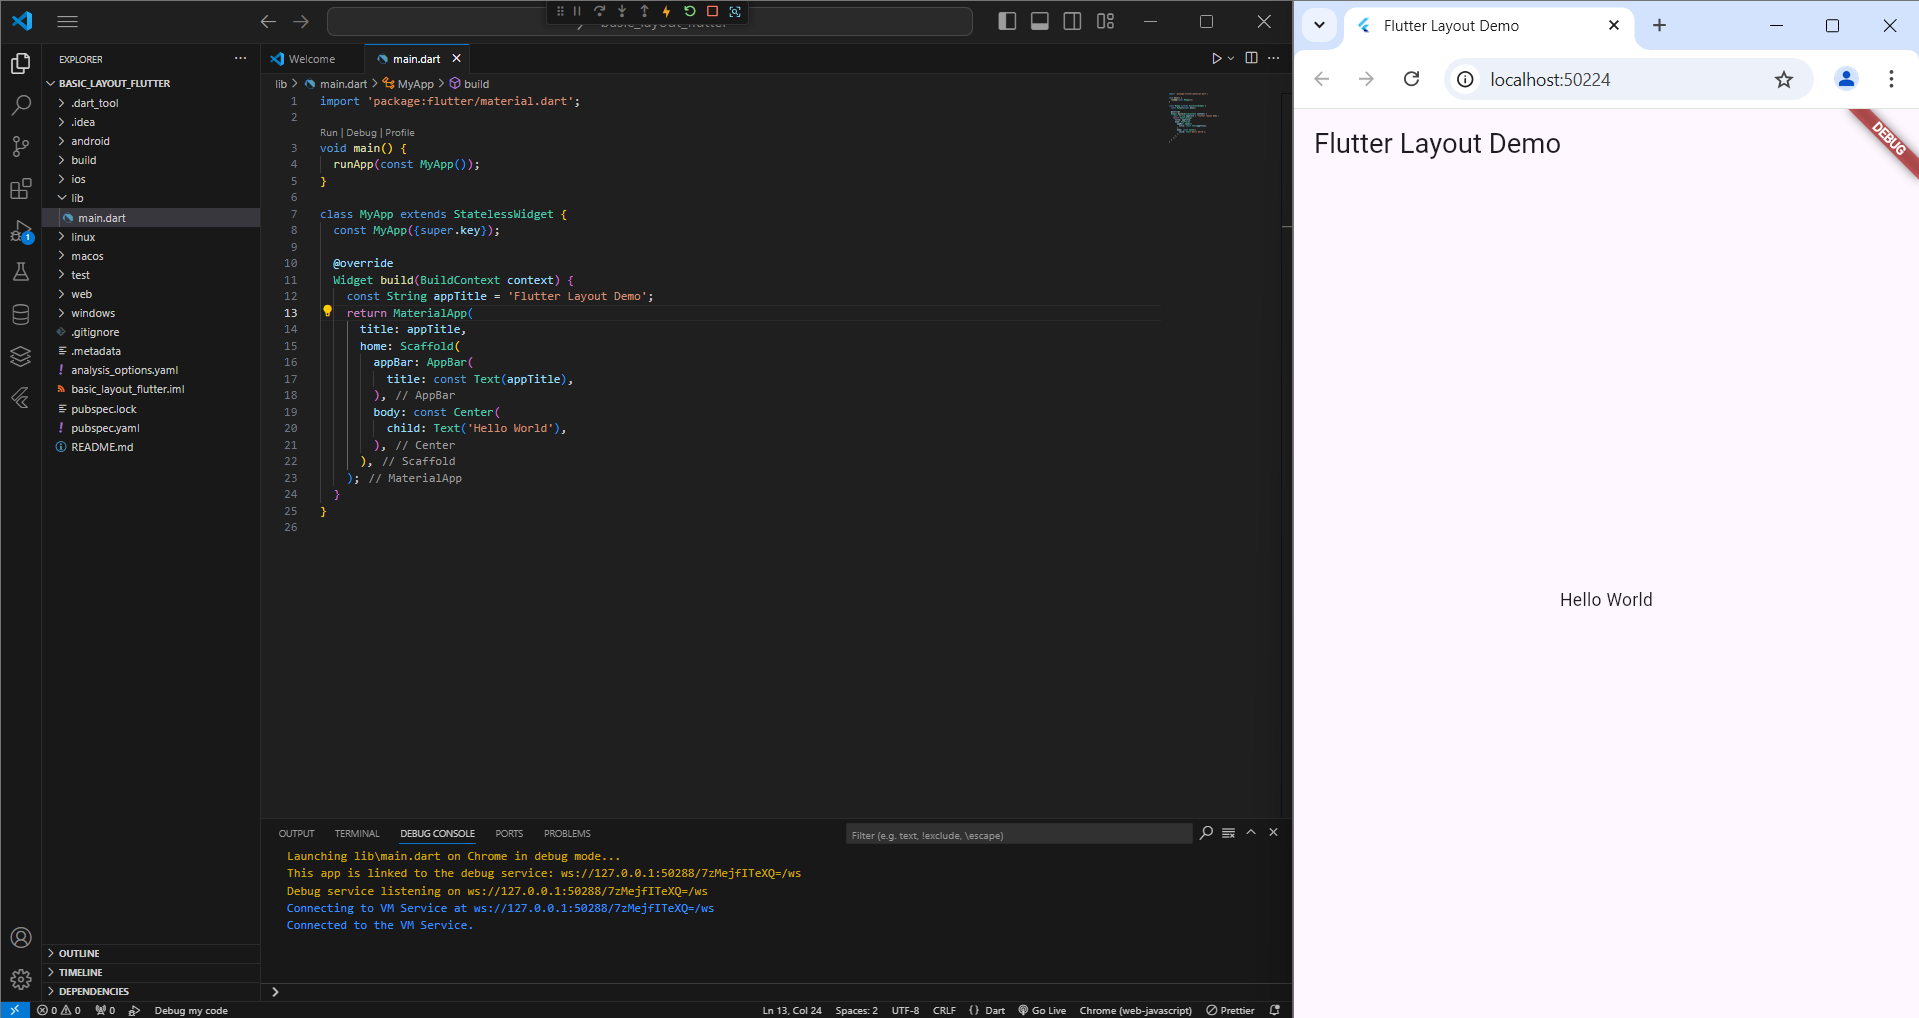 EXPLORER
BASIC_LAYOUT_FLUTTER
.dart_tool
.idea
android
build
ios
lib
main.dart
linux
macos
test
web
windows
.gitignore
.metadata
analysis_options.yaml
basic_layout_flutter.iml
pubspec.lock
pubspec.yaml
README.md
OUTLINE
TIMELINE
DEPENDENCIES
1
Welcome
main.dart
lib > main.dart > MyApp > build
1 import 'package:flutter/material.dart';
2
Run | Debug | Profile
3 void main() {
4 runApp(const MyApp());
5 }
6
7 class MyApp extends StatelessWidget {
8 const MyApp({super.key});
9
10 @override
11 Widget build(BuildContext context) {
12 const String appTitle = 'Flutter Layout Demo';
13 return MaterialApp(
14 title: appTitle,
15 home: Scaffold(
16 appBar: AppBar(
17 title: const Text(appTitle),
18 ), // AppBar
19 body: const Center(
20 child: Text('Hello World'),
21 ), // Center
22 ), // Scaffold
23 ); // MaterialApp
24 }
25 }
26
OUTPUT TERMINAL DEBUG CONSOLE PORTS PROBLEMS
Filter (e.g. text, !exclude, \escape)
Launching lib\main.dart on Chrome in debug mode...
This app is linked to the debug service: ws://127.0.0.1:50288/7zMejfITeXQ=/ws
Debug service listening on ws://127.0.0.1:50288/7zMejfITeXQ=/ws
Connecting to VM Service at ws://127.0.0.1:50288/7zMejfITeXQ=/ws
Connected to the VM Service.
0 0 0 Debug my code
Ln 13, Col 24 Spaces: 2 UTF-8 CRLF {} Dart Go Live Chrome (web-javascript) Prettier
Flutter Layout Demo
localhost:50224
Flutter Layout Demo
DEBUG
Hello World